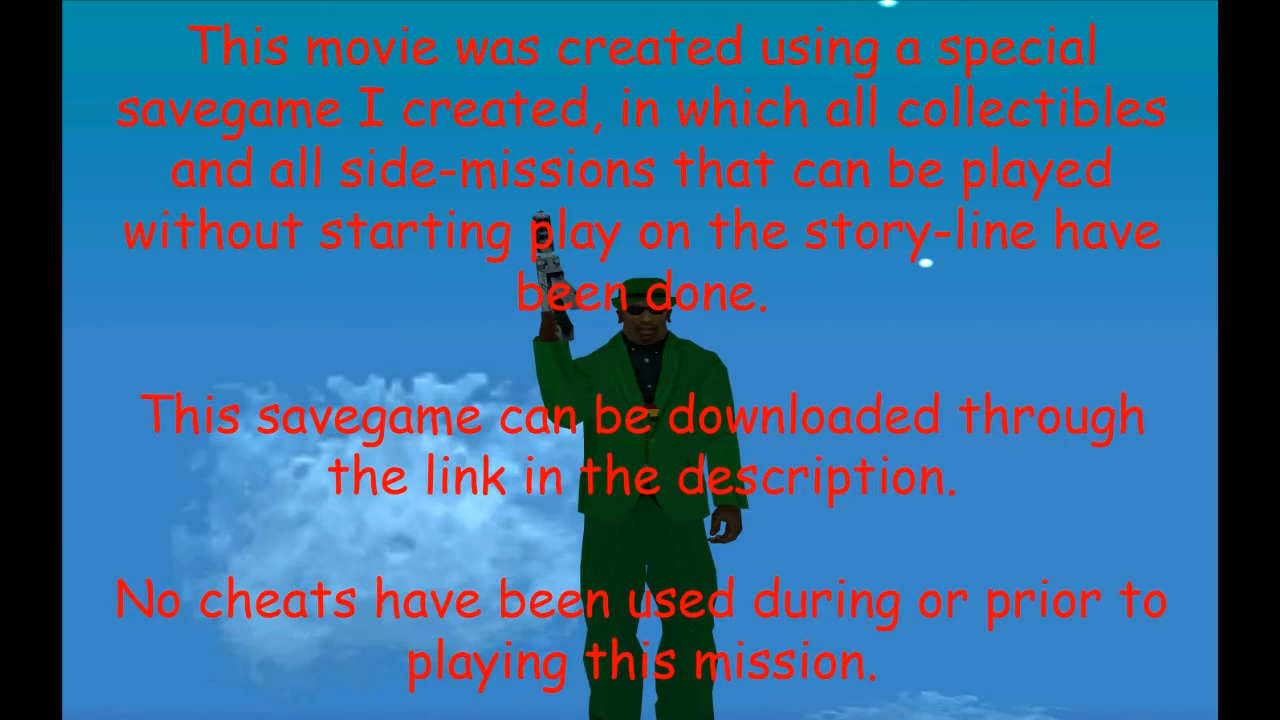 This movie was created using a special
savegame I created, in which all collectibles
and all side-missions that can be played
without starting play on the story-line have
been done.
This savegame can be downloaded through
the link in the description.
No cheats have been used during or prior to
playing this mission.